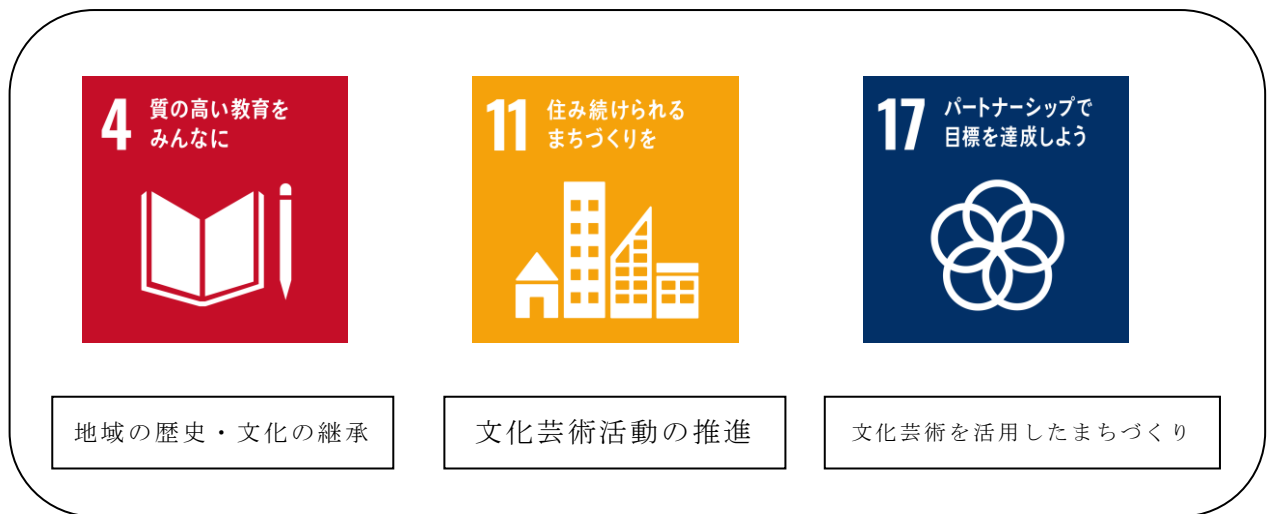 4 質の高い教育を
みんなに
11 住み続けられる
まちづくりを
17 パートナーシップで
目標を達成しよう
地域の歴史・文化の継承
文化芸術活動の推進
文化芸術を活用したまちづくり